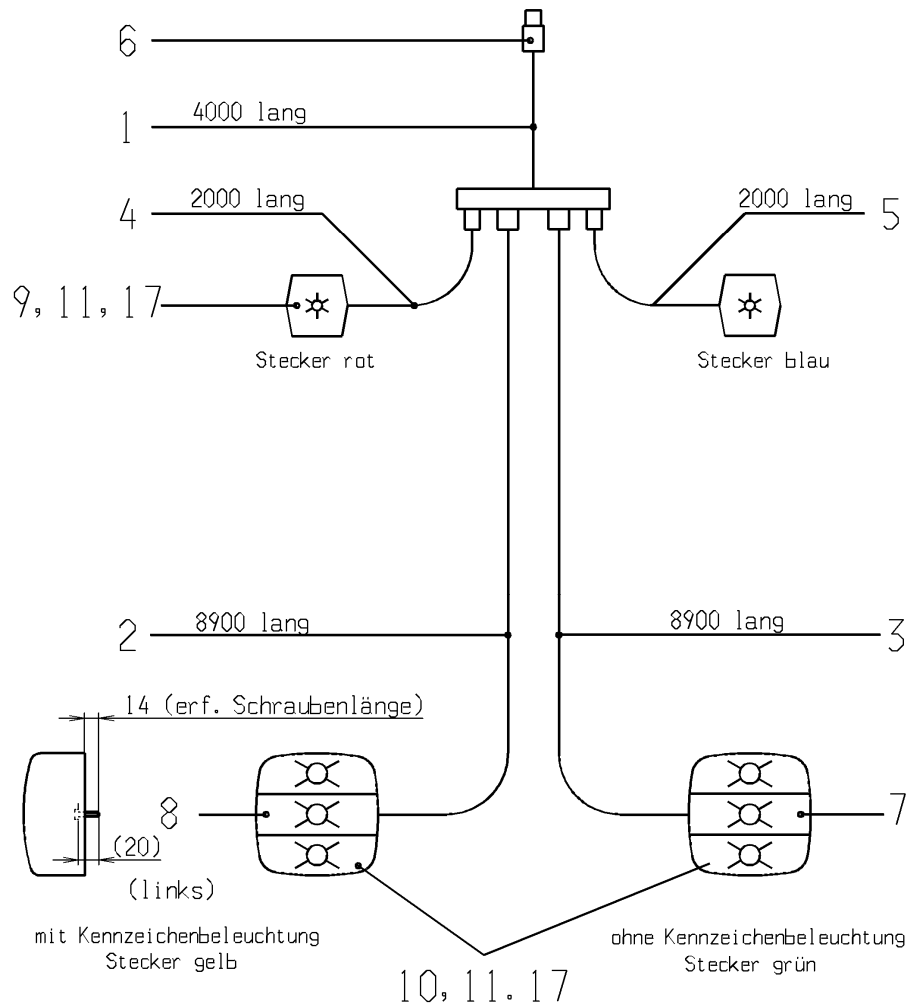 6
4000 lang
1
2000 lang
4
2000 lang
5
9, 11, 17
Stecker rot
Stecker blau
8900 lang
2
8900 lang
3
14 (erf. Schraubenlänge)
8
7
(20)
(links)
mit Kennzeichenbeleuchtung
Stecker gelb
ohne Kennzeichenbeleuchtung
Stecker grün
10, 11. 17